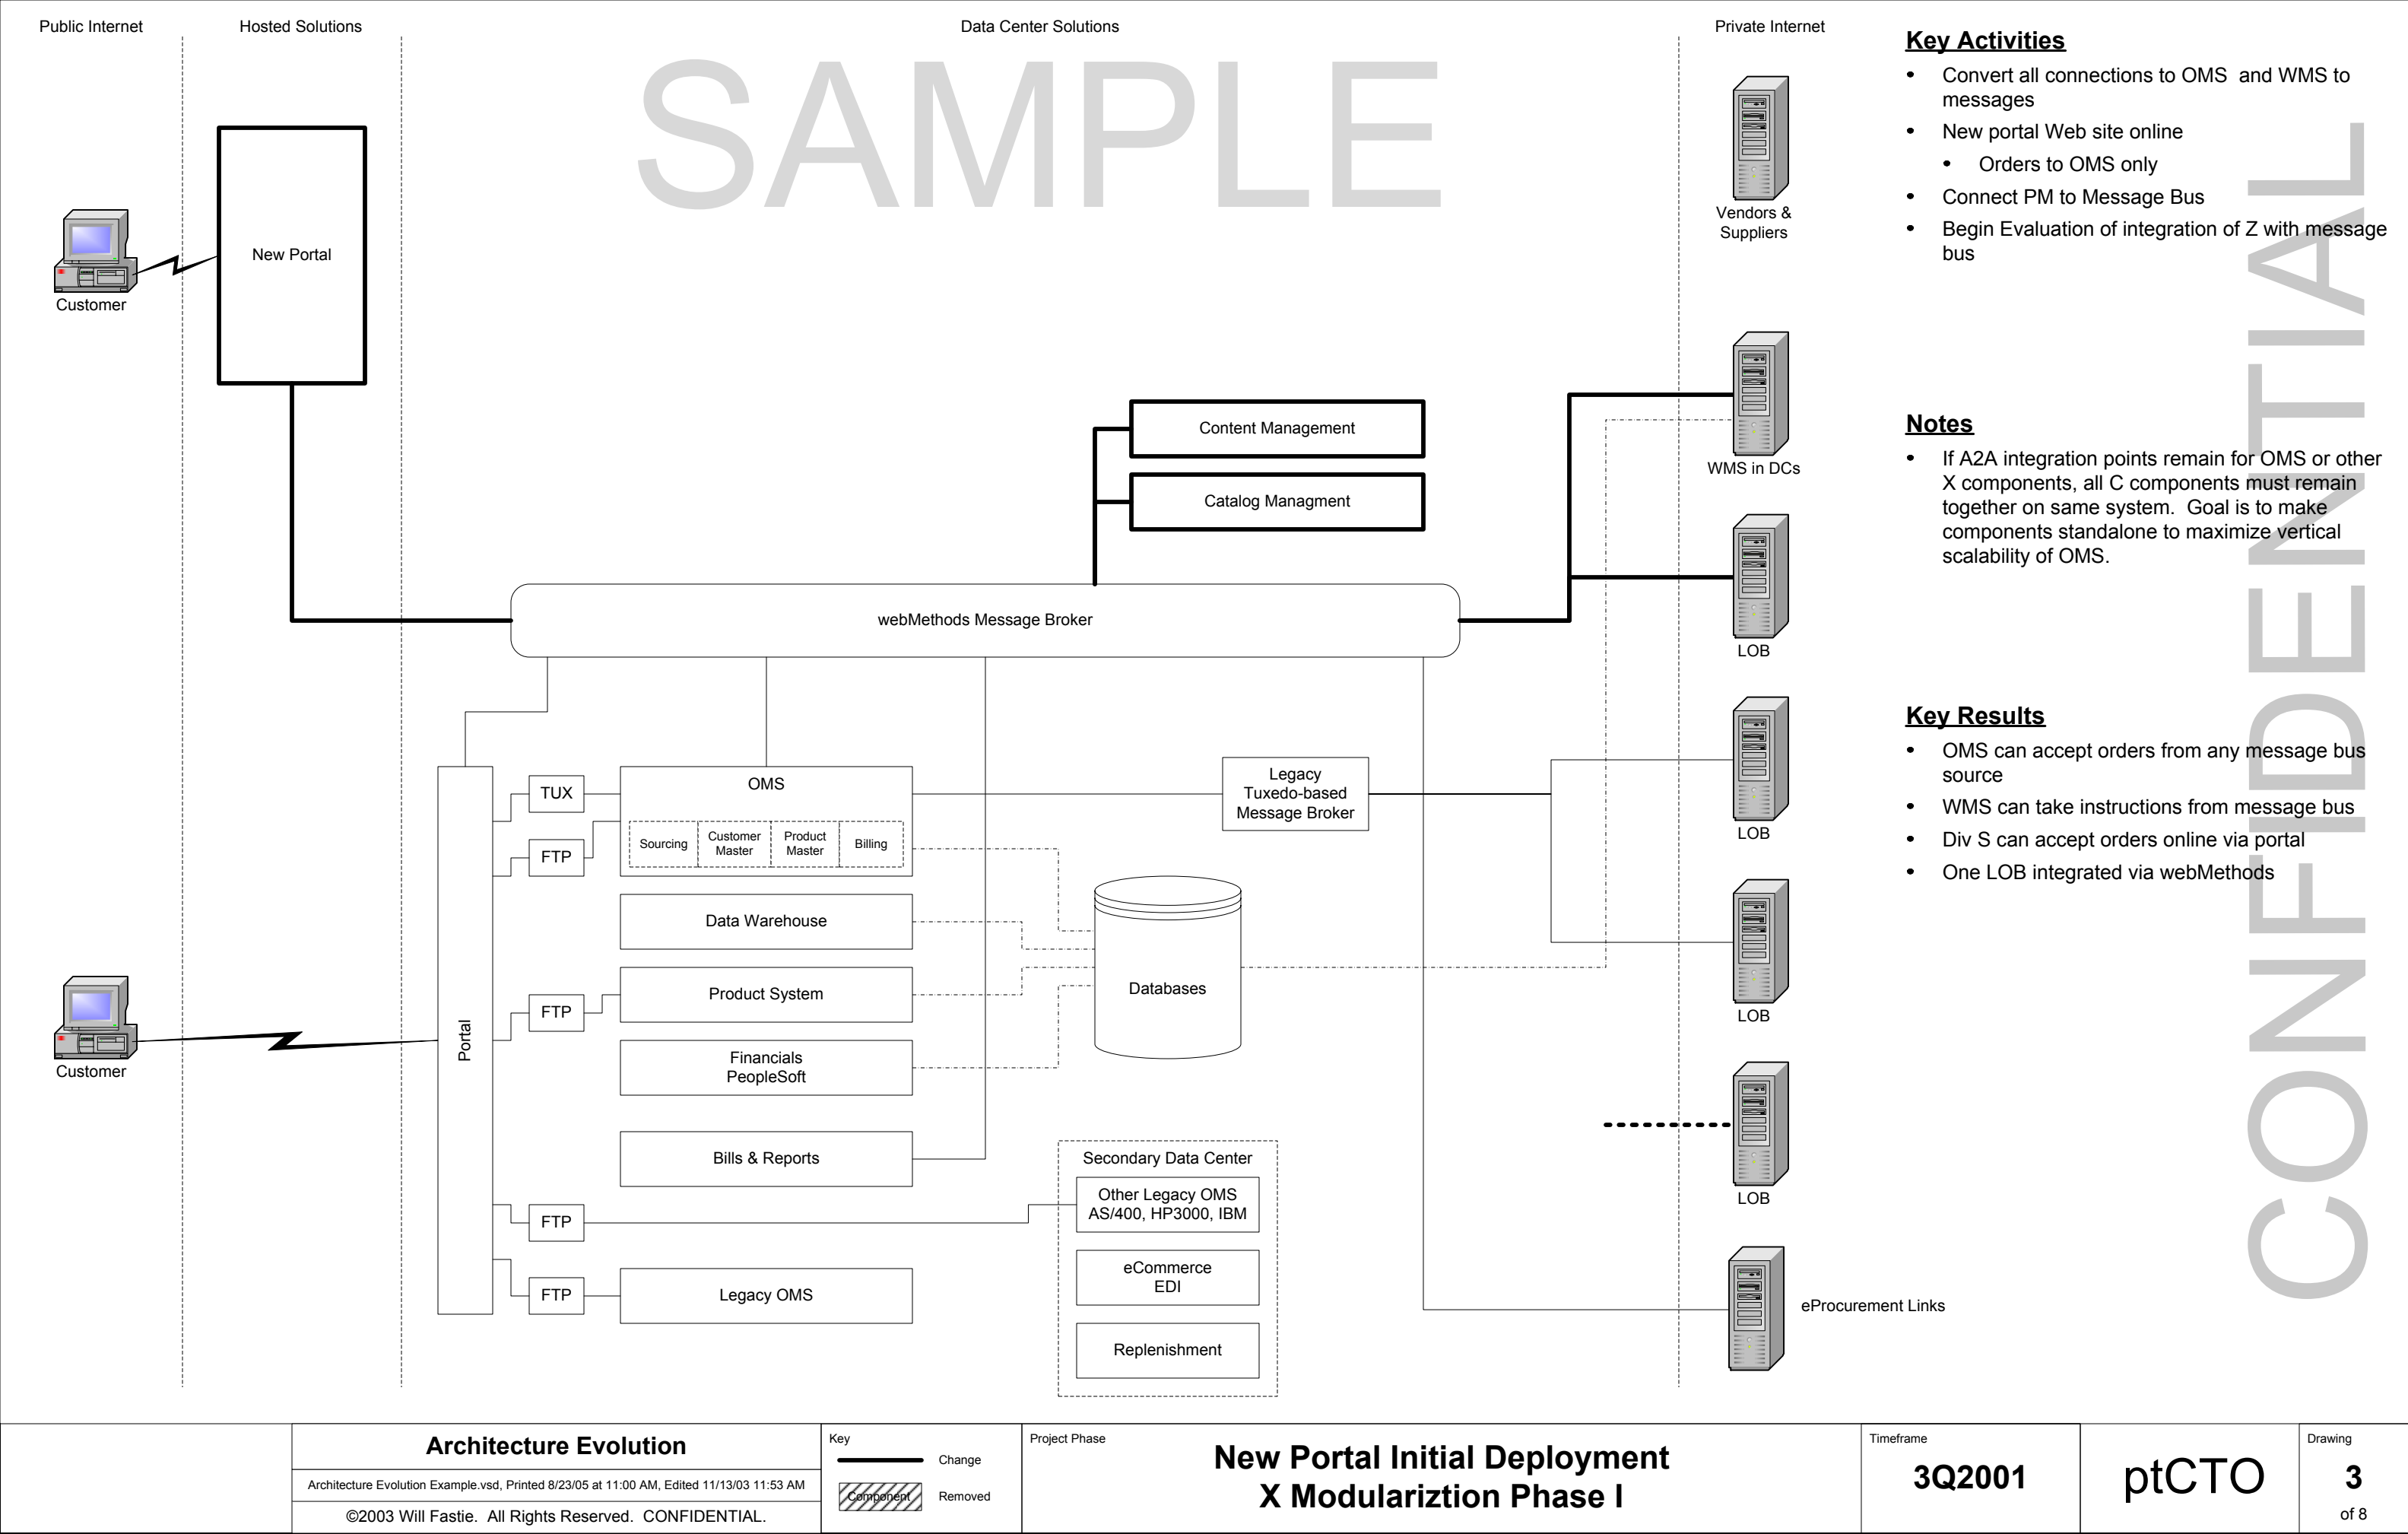 Public Internet
Hosted Solutions
Data Center Solutions
Private Internet
SAMPLE
CONFIDENTIAL
New Portal
Customer
Vendors &
Suppliers
Content Management
Catalog Managment
WMS in DCs
webMethods Message Broker
LOB
TUX
OMS
Sourcing
Customer
Master
Product
Master
Billing
FTP
Legacy
Tuxedo-based
Message Broker
LOB
Data Warehouse
Databases
Product System
FTP
LOB
Portal
Customer
Financials
PeopleSoft
Bills & Reports
Secondary Data Center
Other Legacy OMS
AS/400, HP3000, IBM
LOB
FTP
eCommerce
EDI
FTP
Legacy OMS
eProcurement Links
Replenishment
Key Activities
• Convert all connections to OMS and WMS to
messages
• New portal Web site online
• Orders to OMS only
• Connect PM to Message Bus
• Begin Evaluation of integration of Z with message
bus
Notes
• If A2A integration points remain for OMS or other
X components, all C components must remain
together on same system. Goal is to make
components standalone to maximize vertical
scalability of OMS.
Key Results
• OMS can accept orders from any message bus
source
• WMS can take instructions from message bus
• Div S can accept orders online via portal
• One LOB integrated via webMethods
Architecture Evolution
Architecture Evolution Example.vsd, Printed 8/23/05 at 11:00 AM, Edited 11/13/03 11:53 AM
©2003 Will Fastie. All Rights Reserved. CONFIDENTIAL.
Key
Change
Component
Removed
Project Phase
New Portal Initial Deployment
X Modulariztion Phase I
Timeframe
3Q2001
ptCTO
Drawing
3
of 8